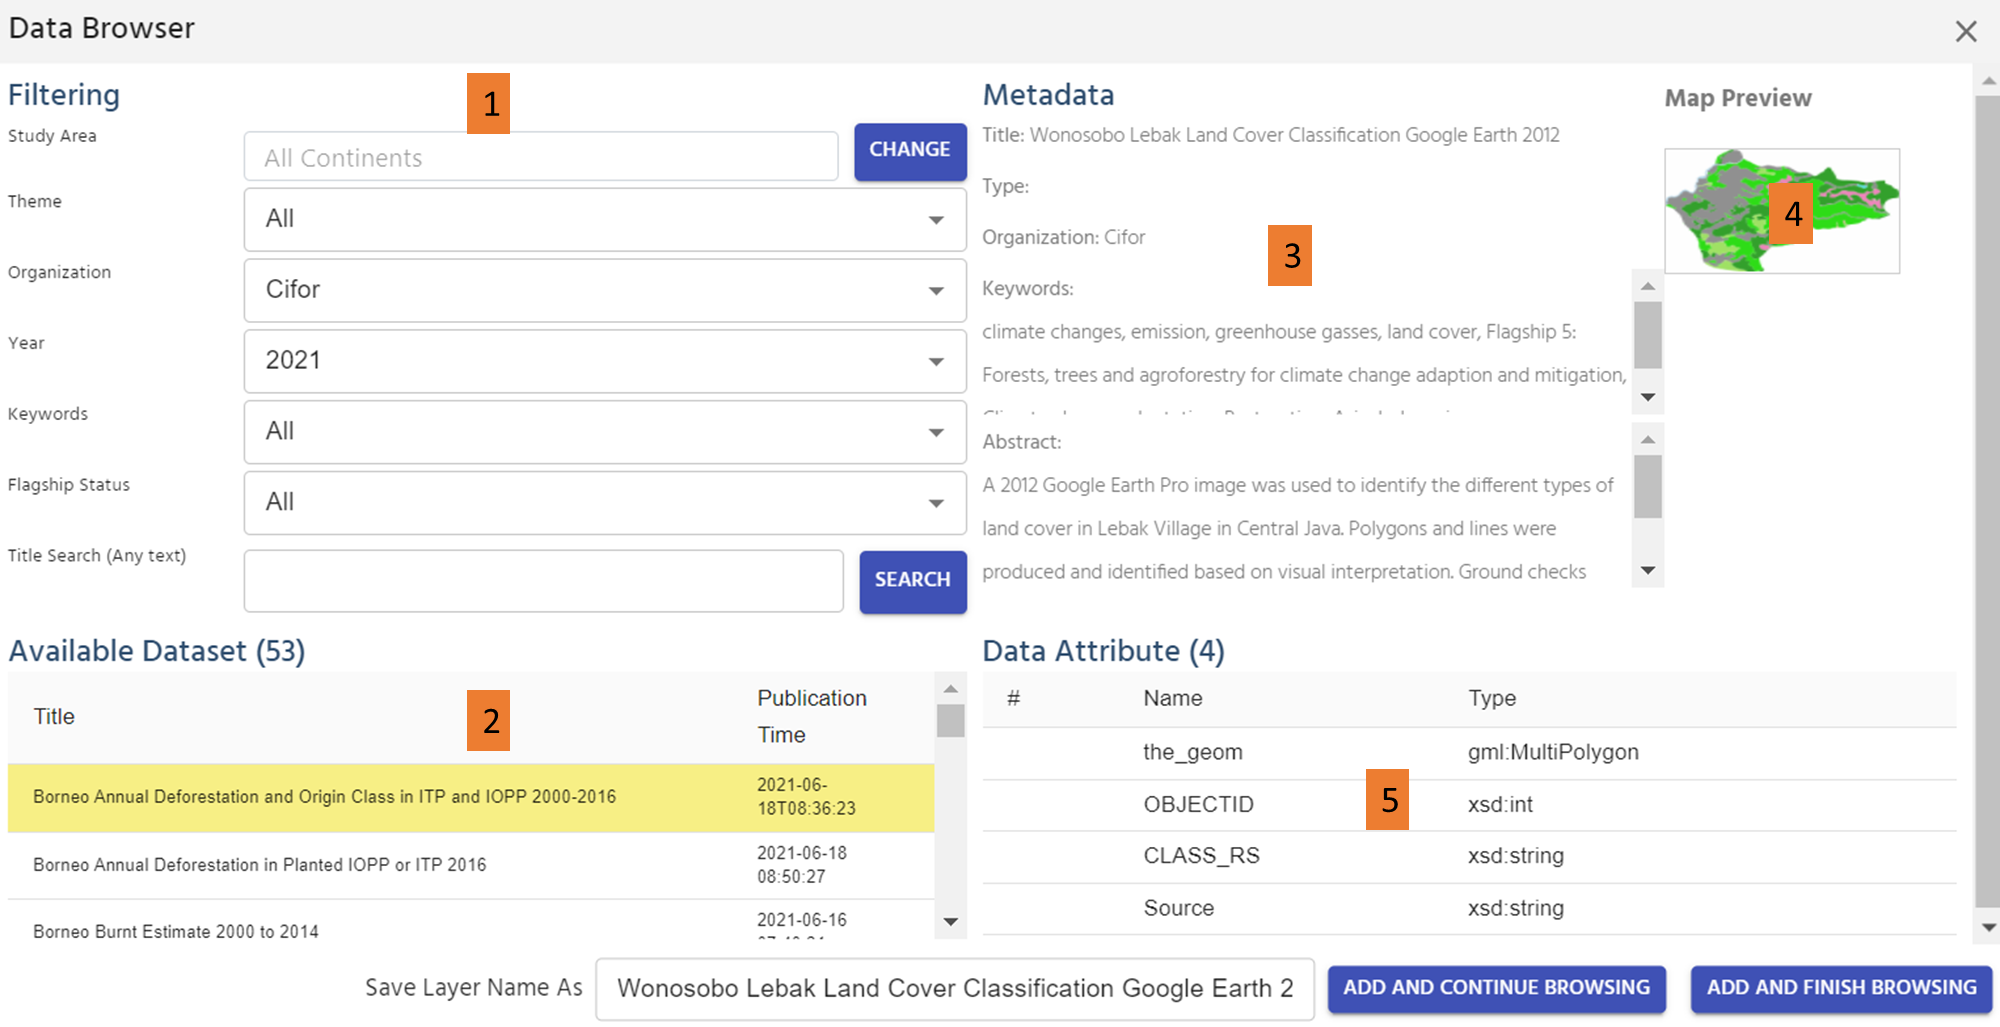 Data Browser
Filtering
1
Study Area
All Continents
CHANGE
Theme
All
Organization
Cifor
Year
2021
Keywords
All
Flagship Status
All
Title Search (Any text)
SEARCH
Metadata
Title: Wonosobo Lebak Land Cover Classification Google Earth 2012
Type:
Organization: Cifor
3
Keywords:
climate changes, emission, greenhouse gasses, land cover, Flagship 5:
Forests, trees and agroforestry for climate change adaption and mitigation,
Abstract:
A 2012 Google Earth Pro image was used to identify the different types of
land cover in Lebak Village in Central Java. Polygons and lines were
produced and identified based on visual interpretation. Ground checks
Map Preview
4
Available Dataset (53)
Title
2
Publication
Time
Borneo Annual Deforestation and Origin Class in ITP and IOPP 2000-2016
2021-06-
18T08:36:23
Borneo Annual Deforestation in Planted IOPP or ITP 2016
2021-06-18
08:50:27
Borneo Burnt Estimate 2000 to 2014
2021-06-16
Data Attribute (4)
# Name Type
the_geom gml:MultiPolygon
OBJECTID xsd:int
5
CLASS_RS xsd:string
Source xsd:string
Save Layer Name As
Wonosobo Lebak Land Cover Classification Google Earth 2
ADD AND CONTINUE BROWSING
ADD AND FINISH BROWSING